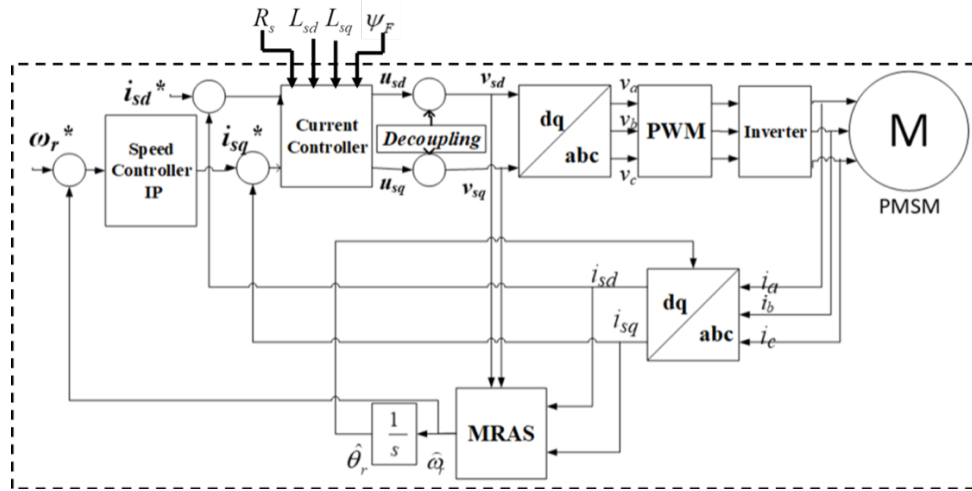 R_s L_sd L_sq ψ_F
i_sd*
u_sd
v_sd
ω_r*
i_sq*
Speed
Controller
IP
Current
Controller
Decoupling
u_sq
v_sq
dq
abc
v_a
v_b
v_c
PWM
Inverter
M
PMSM
i_sd
i_sq
dq
abc
i_a
i_b
i_c
MRAS
1
s
θ̂_r
ω̂_r